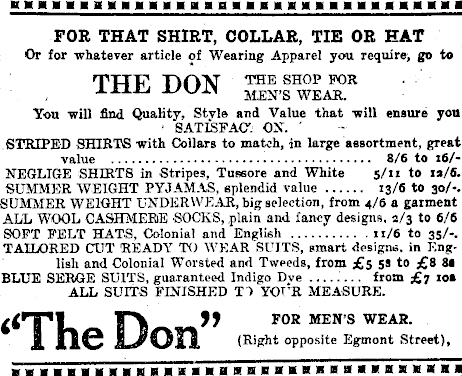 FOR THAT SHIRT, COLLAR, TIE OR HAT
Or for whatever article of Wearing Apparel you require, go to
THE DON THE SHOP FOR MEN'S WEAR.
You will find Quality, Style and Value that will ensure you
SATISFAC. ON.
STRIPED SHIRTS with Collars to match, in large assortment, great
value .................................... 8/6 to 16/-
NEGLIGE SHIRTS in Stripes, Tussore and White 5/11 to 12/6.
SUMMER WEIGHT PYJAMAS, splendid value ...... 13/6 to 30/-.
SUMMER WEIGHT UNDERWEAR, big selection, from 4/6 a garment
ALL WOOL CASHMERE SOCKS, plain and fancy designs, 2/3 to 6/6
SOFT FELT HATS, Colonial and English ........... 11/6 to 35/-.
TAILORED CUT READY TO WEAR SUITS, smart designs, in Eng-
lish and Colonial Worsted and Tweeds, from £5 5s to £8 8s
BLUE SERGE SUITS, guaranteed Indigo Dye ........ from £7 10s
ALL SUITS FINISHED TO YOUR MEASURE.
"The Don" FOR MEN'S WEAR.
(Right opposite Egmont Street),